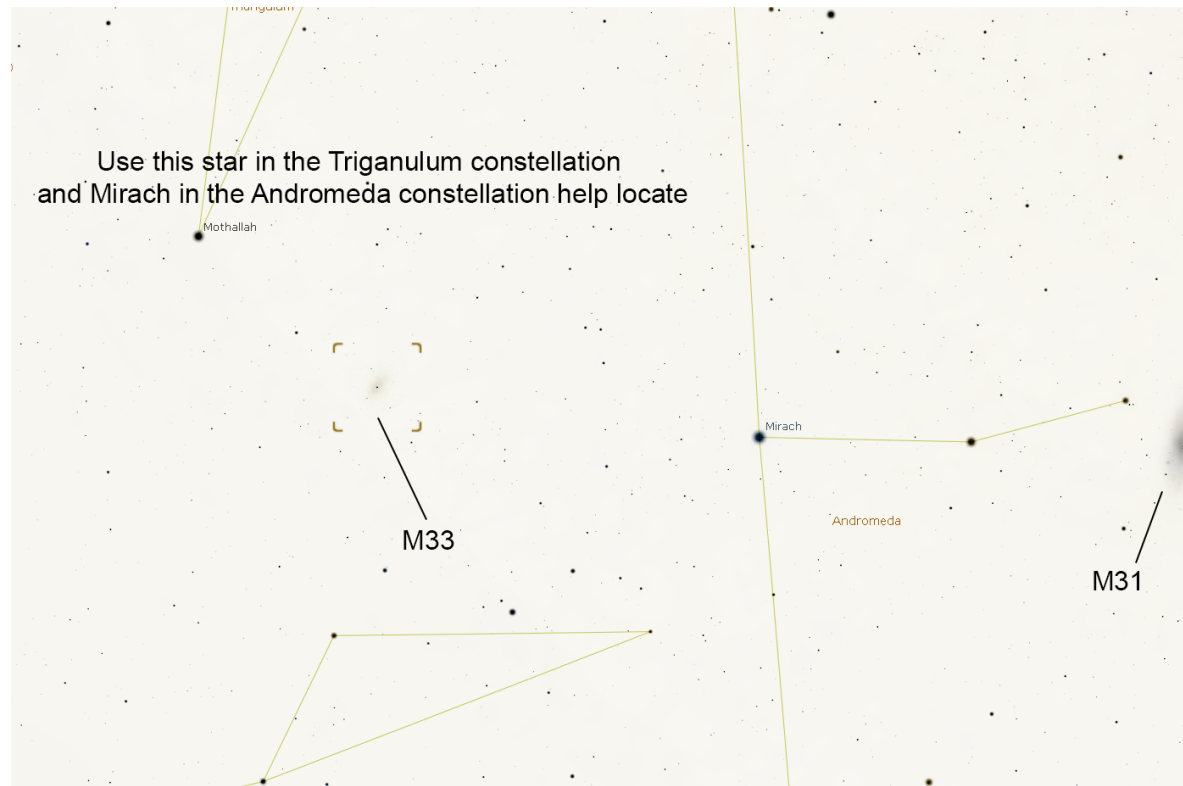 Use this star in the Triganulum constellation
and Mirach in the Andromeda constellation help locate
Mothallah
Mirach
Andromeda
M33
M31